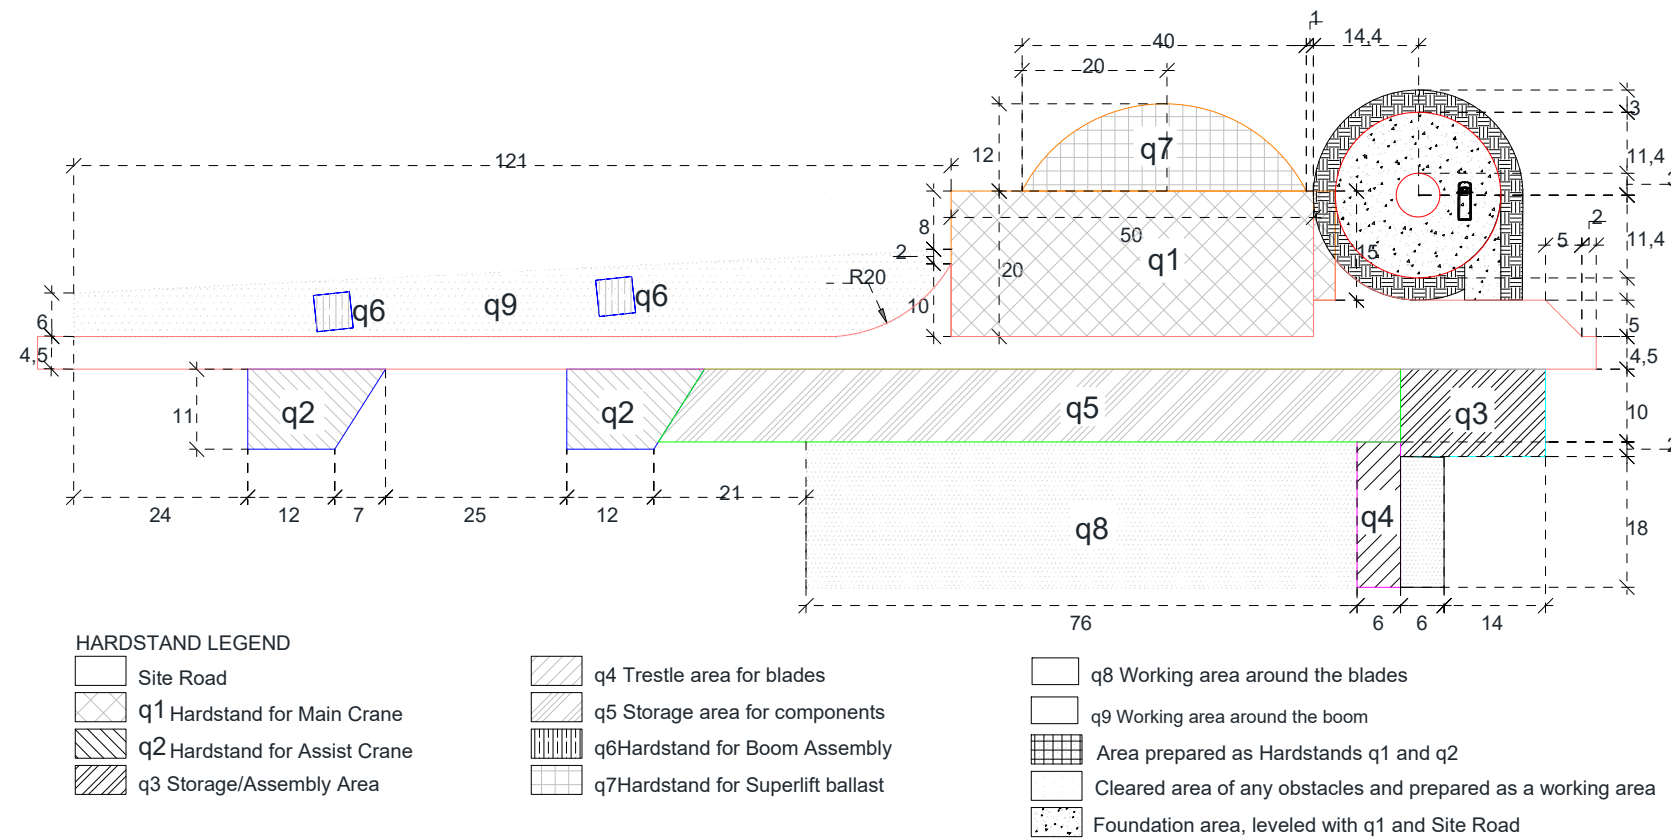 1
40
14,4
20
3
12
q7
11,4
121
8
50
2
q1
15
11,4
5
2
2
20
R20
10
q6
q9
q6
6
4,5
5
4,5
11
q2
q2
q5
q3
10
24
12
7
25
12
21
q8
q4
18
76
6
6
14
HARDSTAND LEGEND
Site Road
q1 Hardstand for Main Crane
q2 Hardstand for Assist Crane
q3 Storage/Assembly Area
q4 Trestle area for blades
q5 Storage area for components
q6Hardstand for Boom Assembly
q7Hardstand for Superlift ballast
q8 Working area around the blades
q9 Working area around the boom
Area prepared as Hardstands q1 and q2
Cleared area of any obstacles and prepared as a working area
Foundation area, leveled with q1 and Site Road